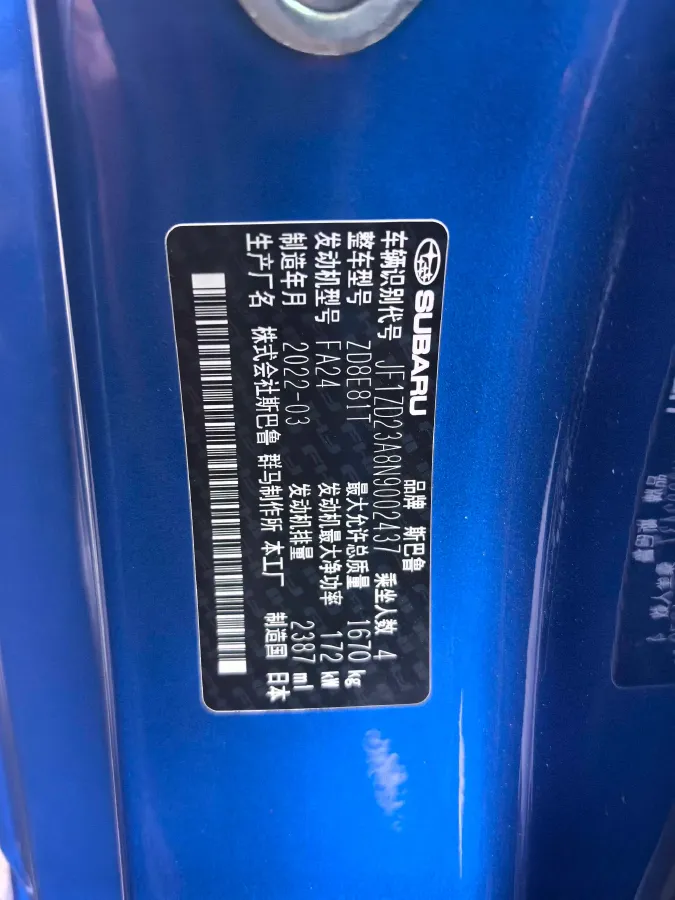 SUBARU 品牌 斯巴鲁
车辆识别代号 JF1ZD23A8N9002437 乘坐人数 4
整车型号 ZD8E81T 最大允许总质量 1670 kg
发动机型号 FA24 发动机最大净功率 172 kW
制造年月 2022-03 发动机排量 2387 ml
生产厂名 株式会社斯巴鲁 群马制作所 本工厂 制造国 日本